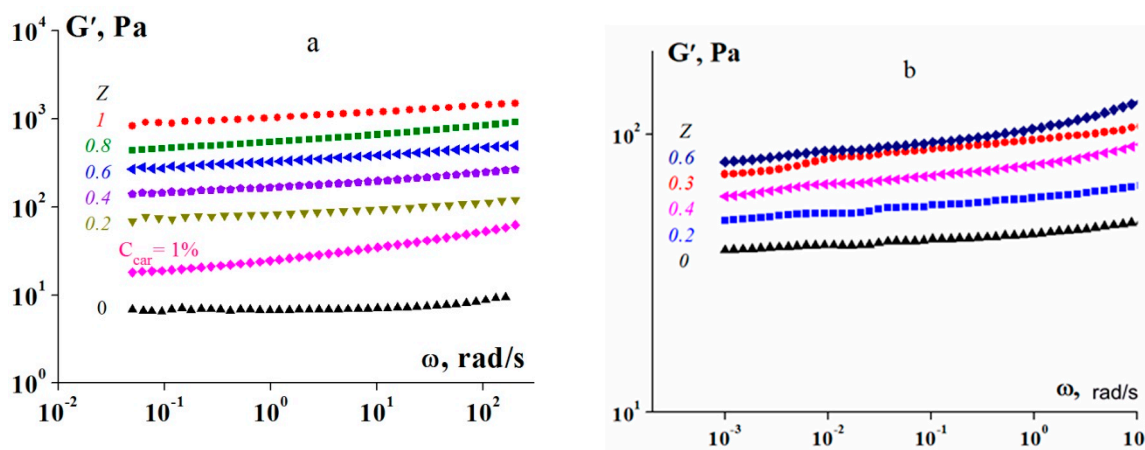 G′, Pa
a
10⁴
10³
10²
10¹
10⁰
Z
1
0.8
0.6
0.4
0.2
C_car = 1%
0
ω, rad/s
10⁻² 10⁻¹ 10⁰ 10¹ 10²
G′, Pa
b
10²
10¹
Z
0.6
0.3
0.4
0.2
0
ω, rad/s
10⁻³ 10⁻² 10⁻¹ 10⁰ 10